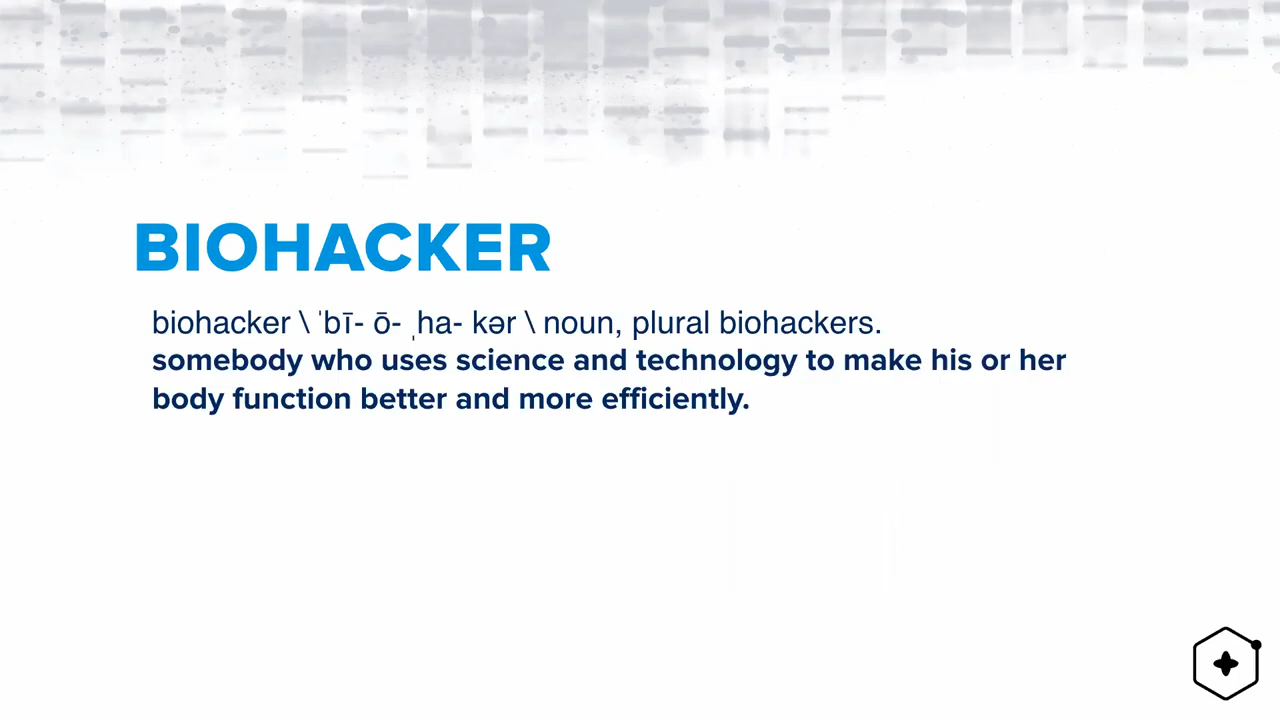 BIOHACKER
biohacker \ ˈbī- ō- ˌha- kər \ noun, plural biohackers.
somebody who uses science and technology to make his or her
body function better and more efficiently.